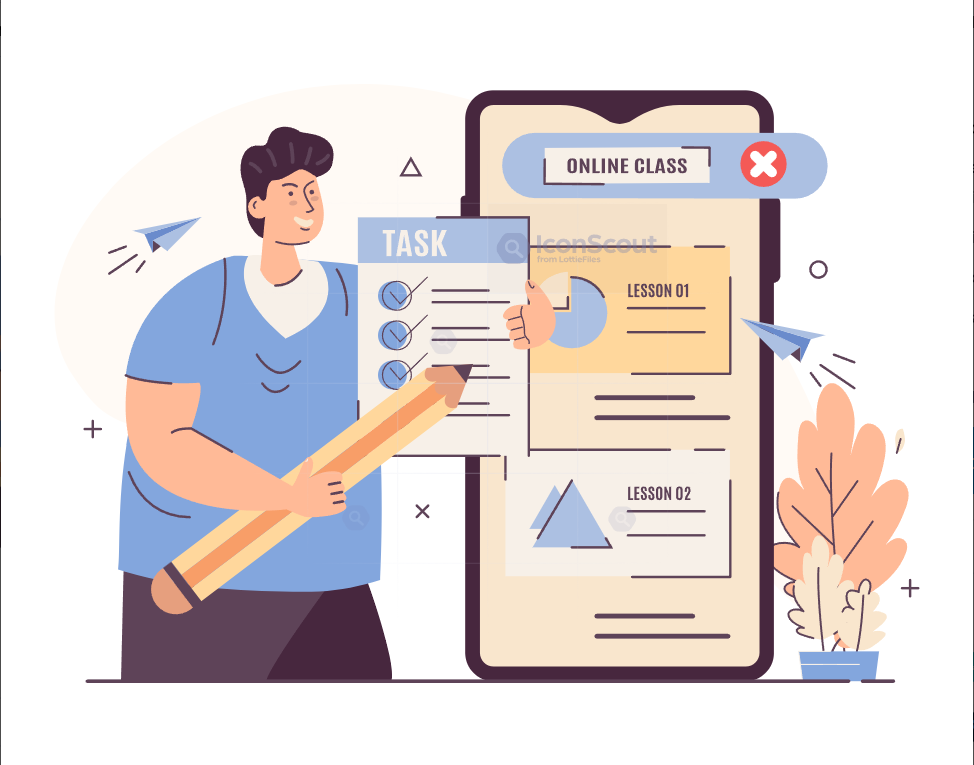 ONLINE CLASS
TASK
IconScout
from LottieFiles
LESSON 01
LESSON 02